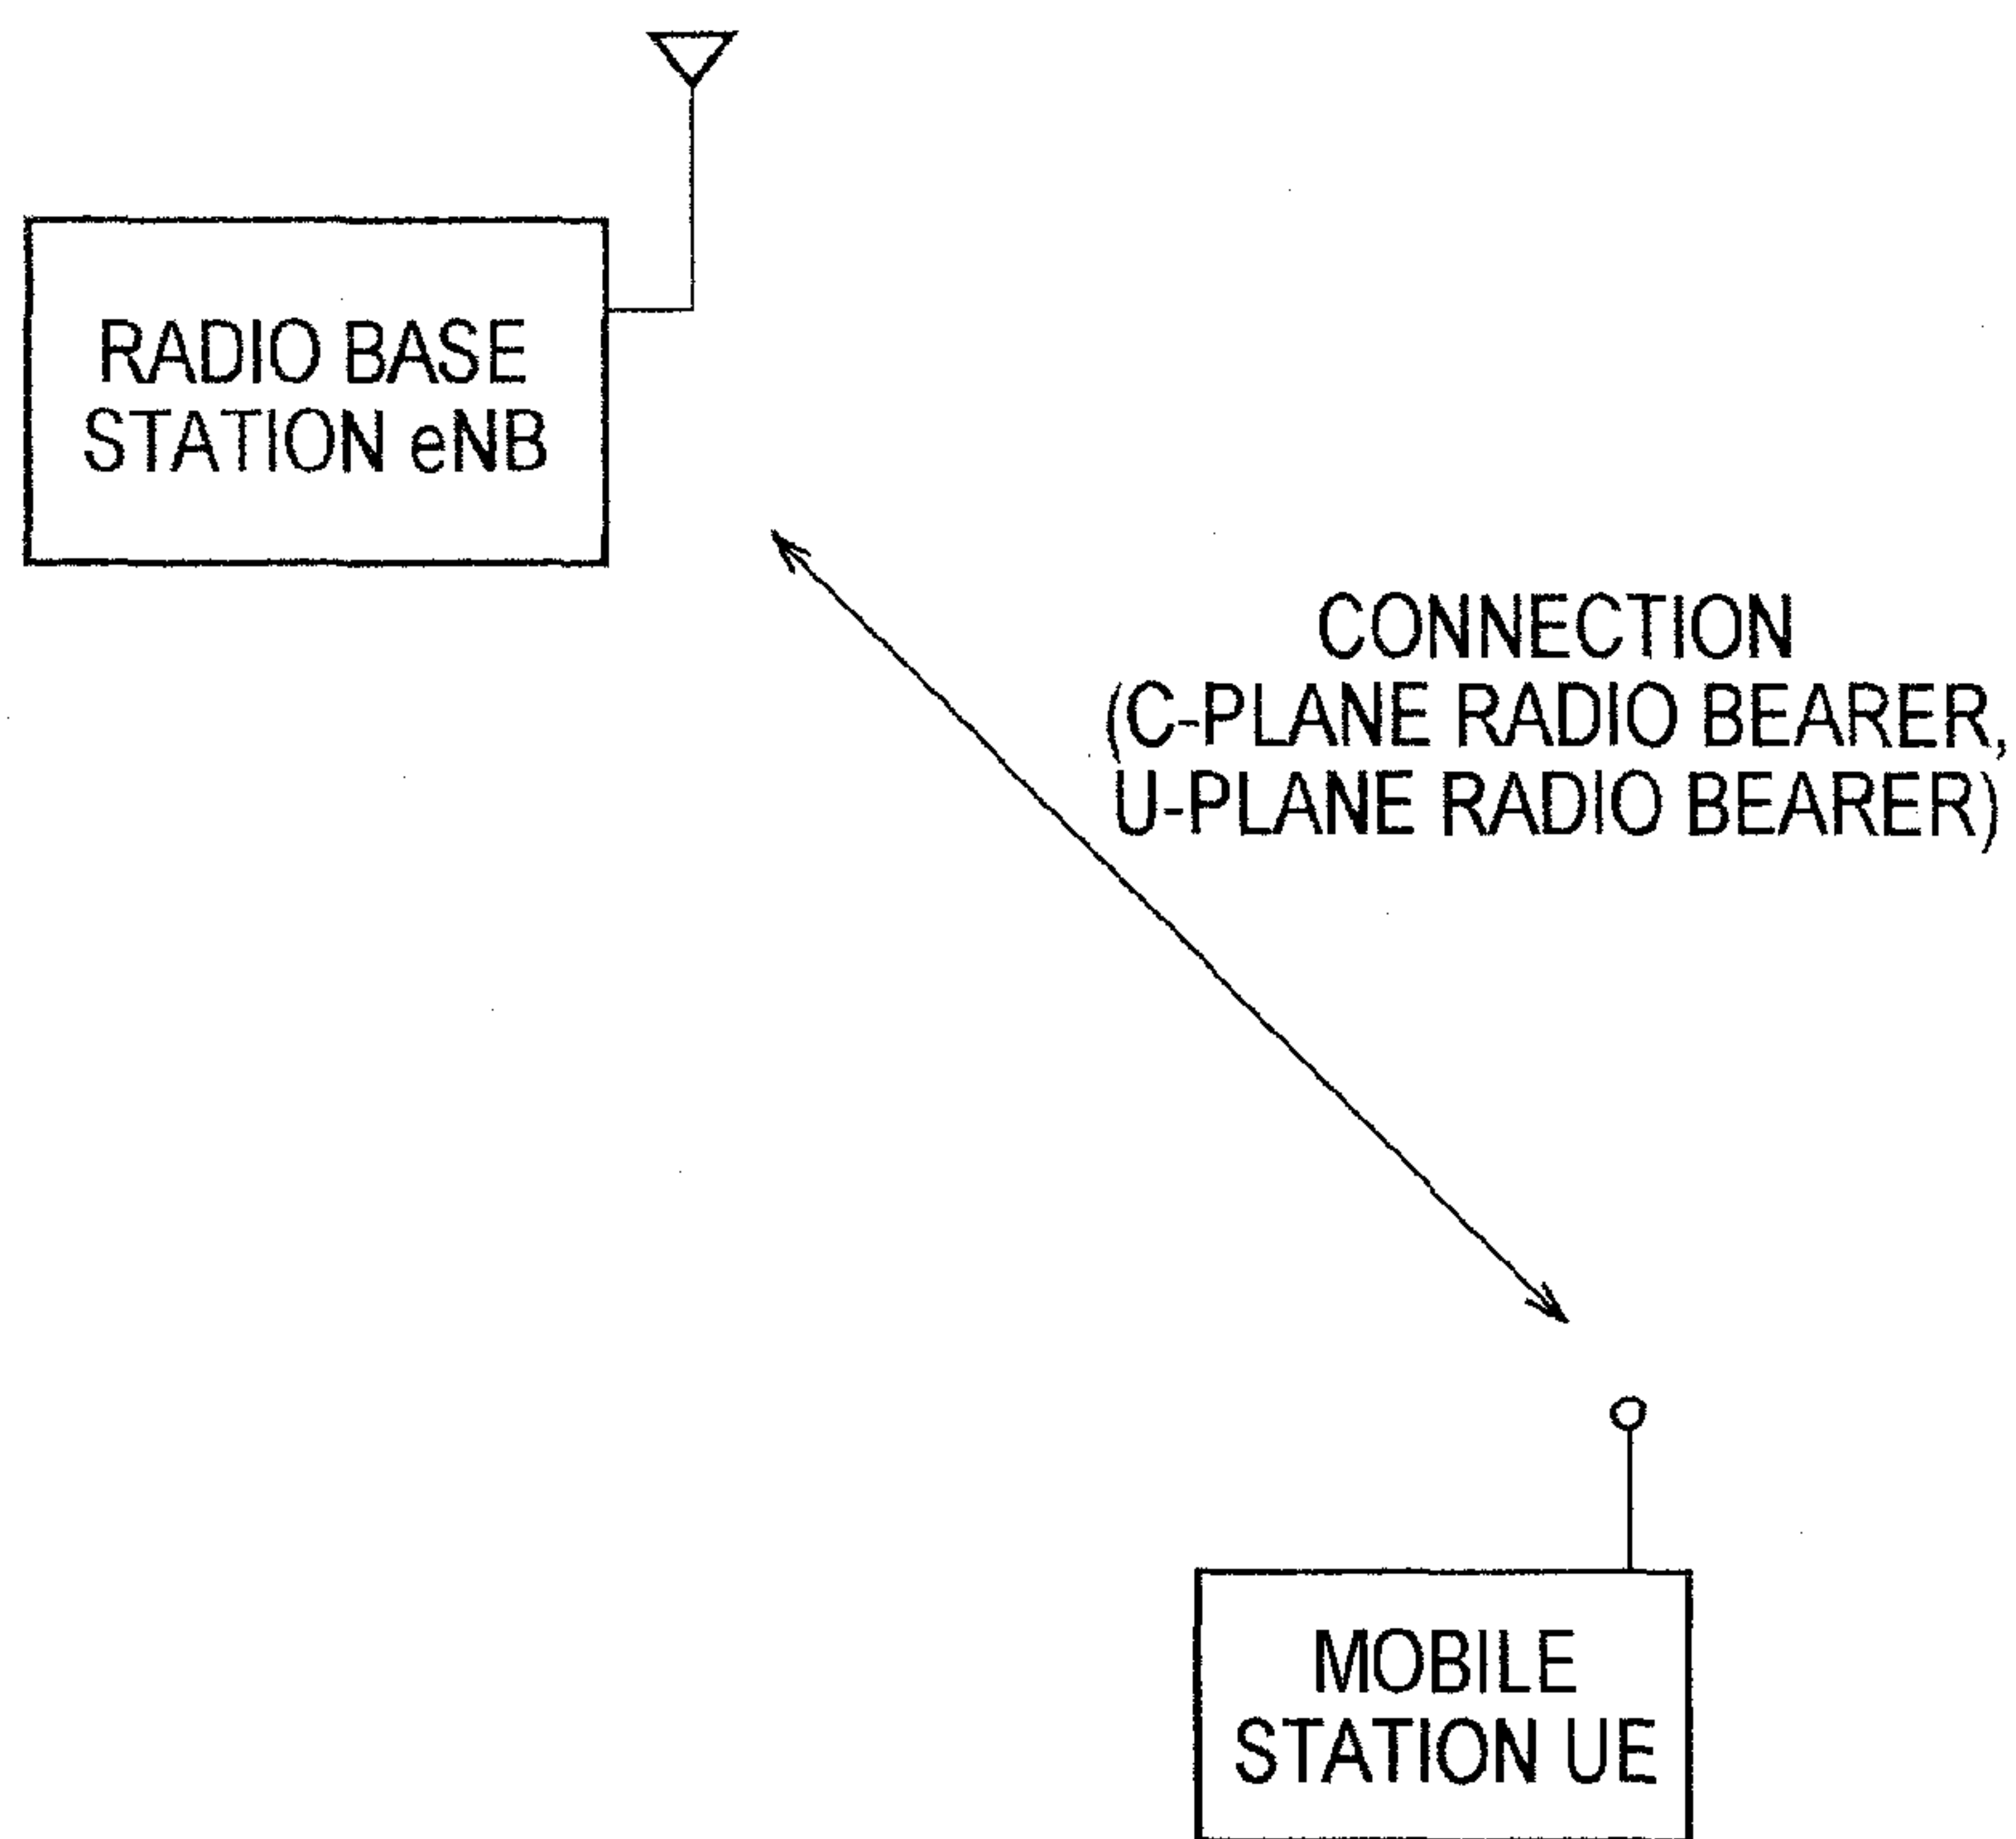 RADIO BASE
STATION eNB
CONNECTION
(C-PLANE RADIO BEARER,
U-PLANE RADIO BEARER)
MOBILE
STATION UE